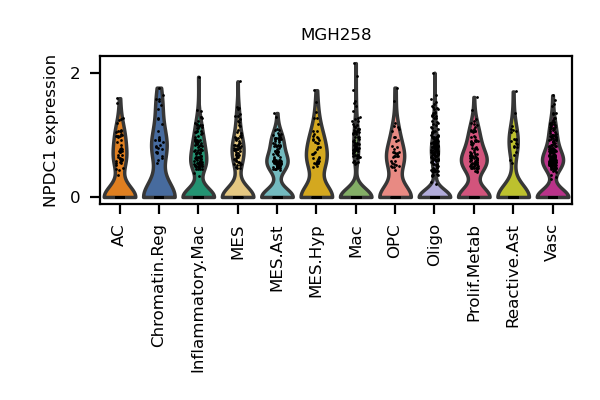 MGH258
NPDC1 expression
2
0
AC
Chromatin.Reg
Inflammatory.Mac
MES
MES.Ast
MES.Hyp
Mac
OPC
Oligo
Prolif.Metab
Reactive.Ast
Vasc